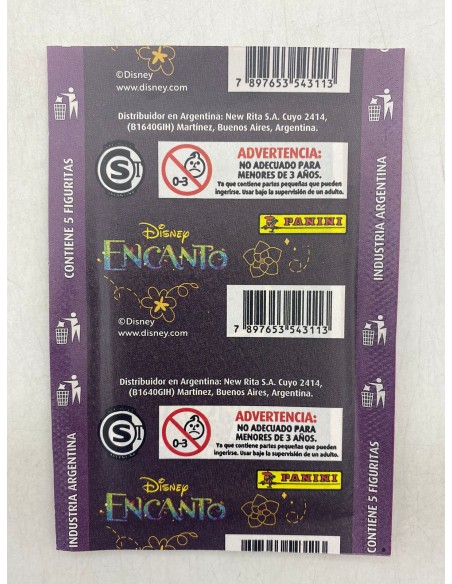 ©Disney
www.disney.com
7 897653 543113
Distribuidor en Argentina: New Rita S.A. Cuyo 2414,
(B1640GIH) Martínez, Buenos Aires, Argentina.
S
0-3
ADVERTENCIA:
NO ADECUADO PARA
MENORES DE 3 AÑOS.
Ya que contiene partes pequeñas que pueden
ingerirse. Usar bajo la supervisión de un adulto.
PANINI
DISNEY
ENCANTO
©Disney
www.disney.com
7 897653 543113
Distribuidor en Argentina: New Rita S.A. Cuyo 2414,
(B1640GIH) Martínez, Buenos Aires, Argentina.
S
0-3
ADVERTENCIA:
NO ADECUADO PARA
MENORES DE 3 AÑOS.
Ya que contiene partes pequeñas que pueden
ingerirse. Usar bajo la supervisión de un adulto.
PANINI
DISNEY
ENCANTO
CONTIENE 5 FIGURITAS
INDUSTRIA ARGENTINA
INDUSTRIA ARGENTINA
CONTIENE 5 FIGURITAS